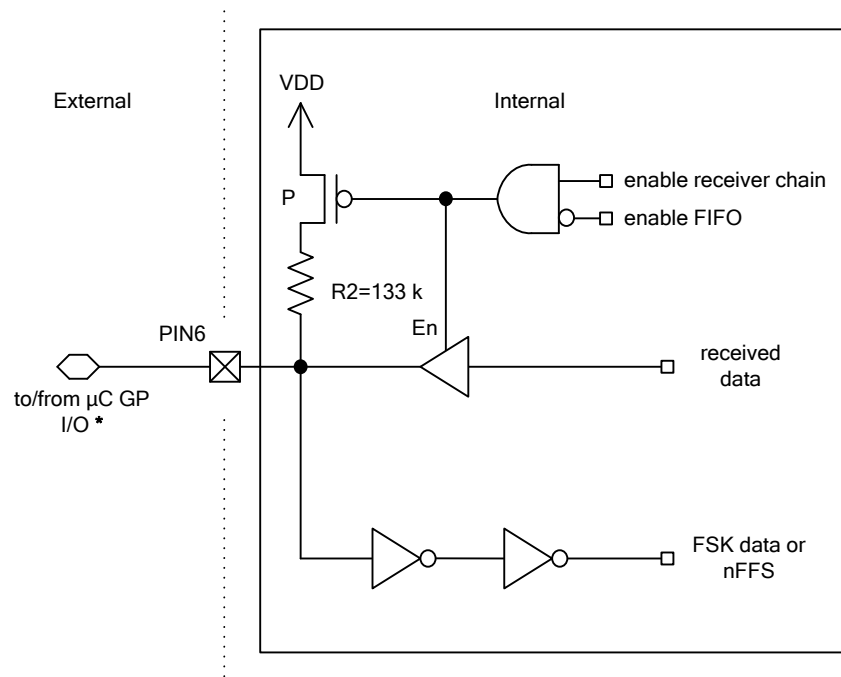 External
Internal
VDD
P
enable receiver chain
enable FIFO
R2=133 k
En
PIN6
received
data
to/from µC GP
I/O *
FSK data or
nFFS